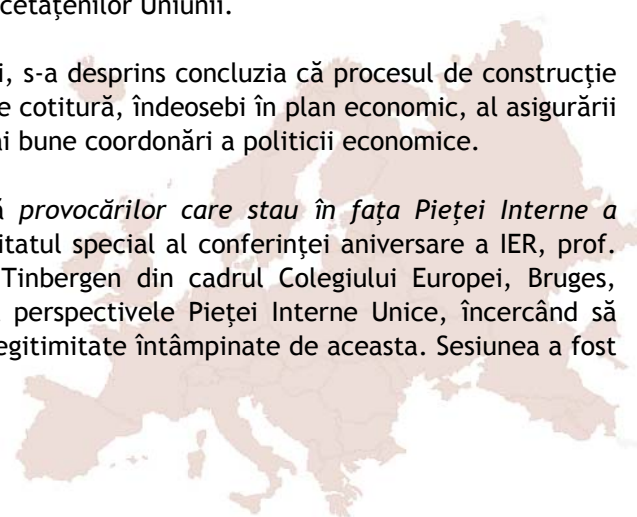 cetăţenilor Uniunii.
i, s-a desprins concluzia că procesul de construcţie
e cotitură, îndeosebi în plan economic, al asigurării
ai bune coordonări a politicii economice.
ă provocărilor care stau în faţa Pieţei Interne a
itatul special al conferinţei aniversare a IER, prof.
Tinbergen din cadrul Colegiului Europei, Bruges,
perspectivele Pieţei Interne Unice, încercând să
egitimitate întâmpinate de aceasta. Sesiunea a fost